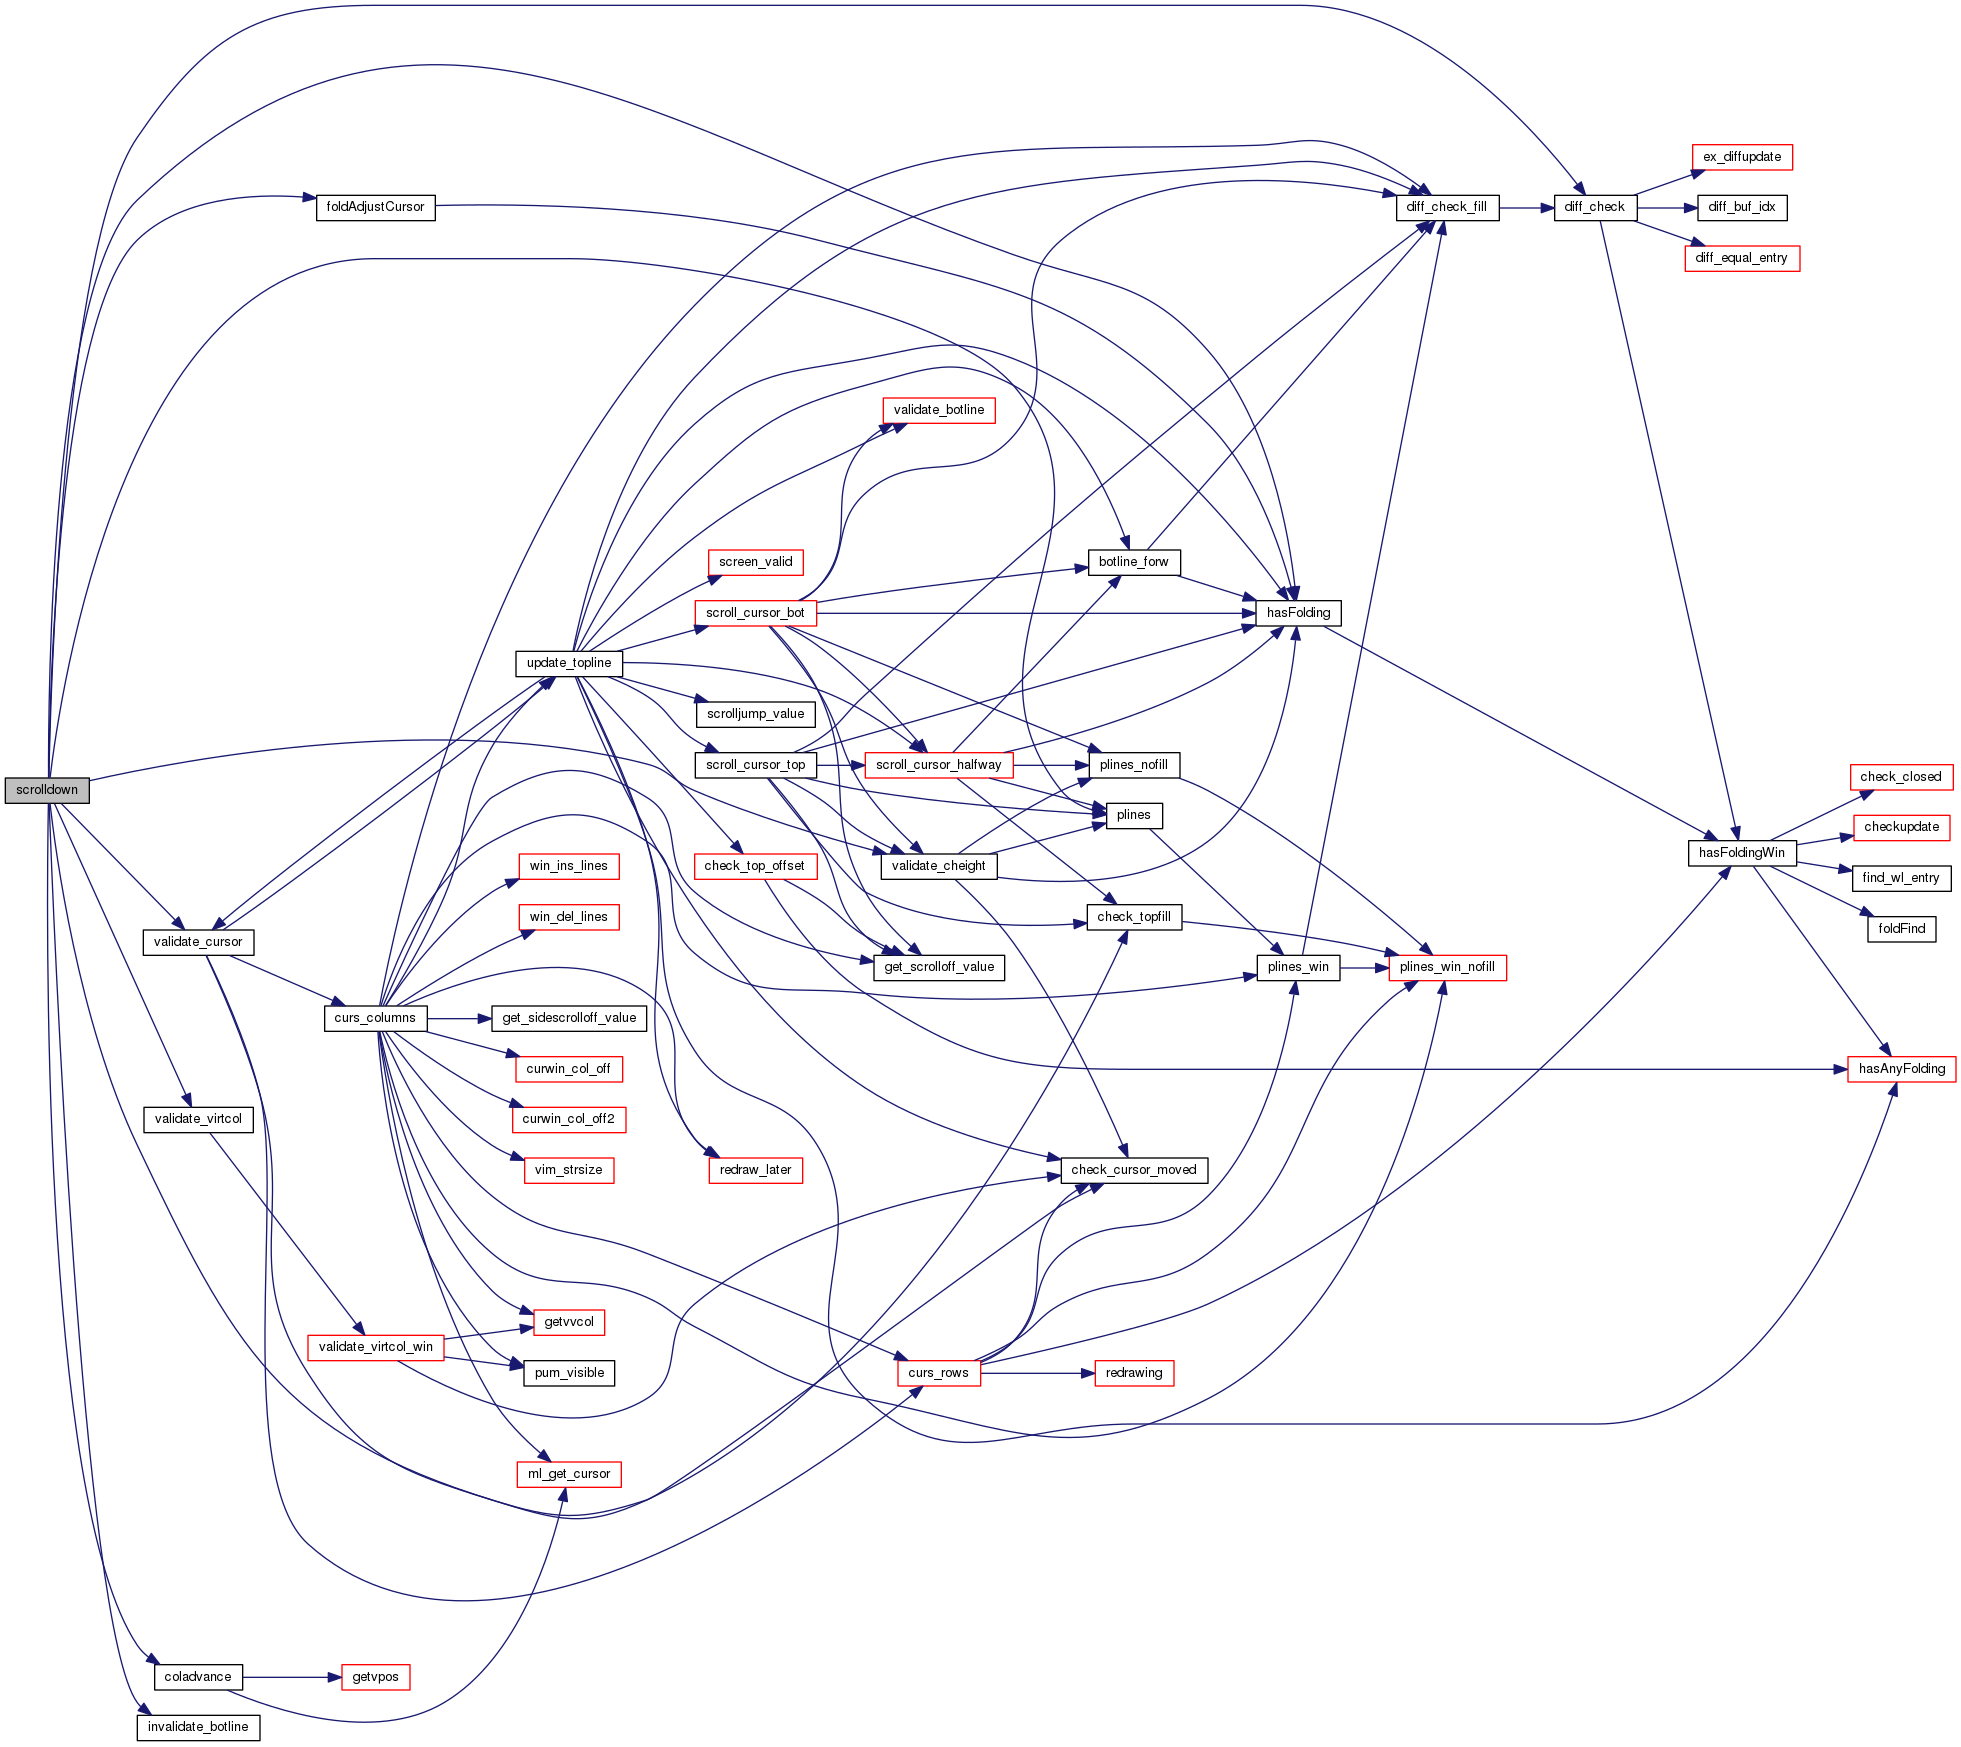 ex_diffupdate
foldAdjustCursor
diff_check_fill
diff_check
diff_buf_idx
diff_equal_entry
validate_botline
screen_valid
botline_forw
scroll_cursor_bot
hasFolding
update_topline
scrolljump_value
scroll_cursor_top
scroll_cursor_halfway
plines_nofill
check_closed
scrolldown
plines
checkupdate
hasFoldingWin
win_ins_lines
check_top_offset
validate_cheight
find_wl_entry
win_del_lines
check_topfill
foldFind
validate_cursor
get_scrolloff_value
plines_win
plines_win_nofill
curs_columns
get_sidescrolloff_value
curwin_col_off
hasAnyFolding
validate_virtcol
curwin_col_off2
vim_strsize
redraw_later
check_cursor_moved
getvvcol
validate_virtcol_win
pum_visible
curs_rows
redrawing
ml_get_cursor
coladvance
getvpos
invalidate_botline